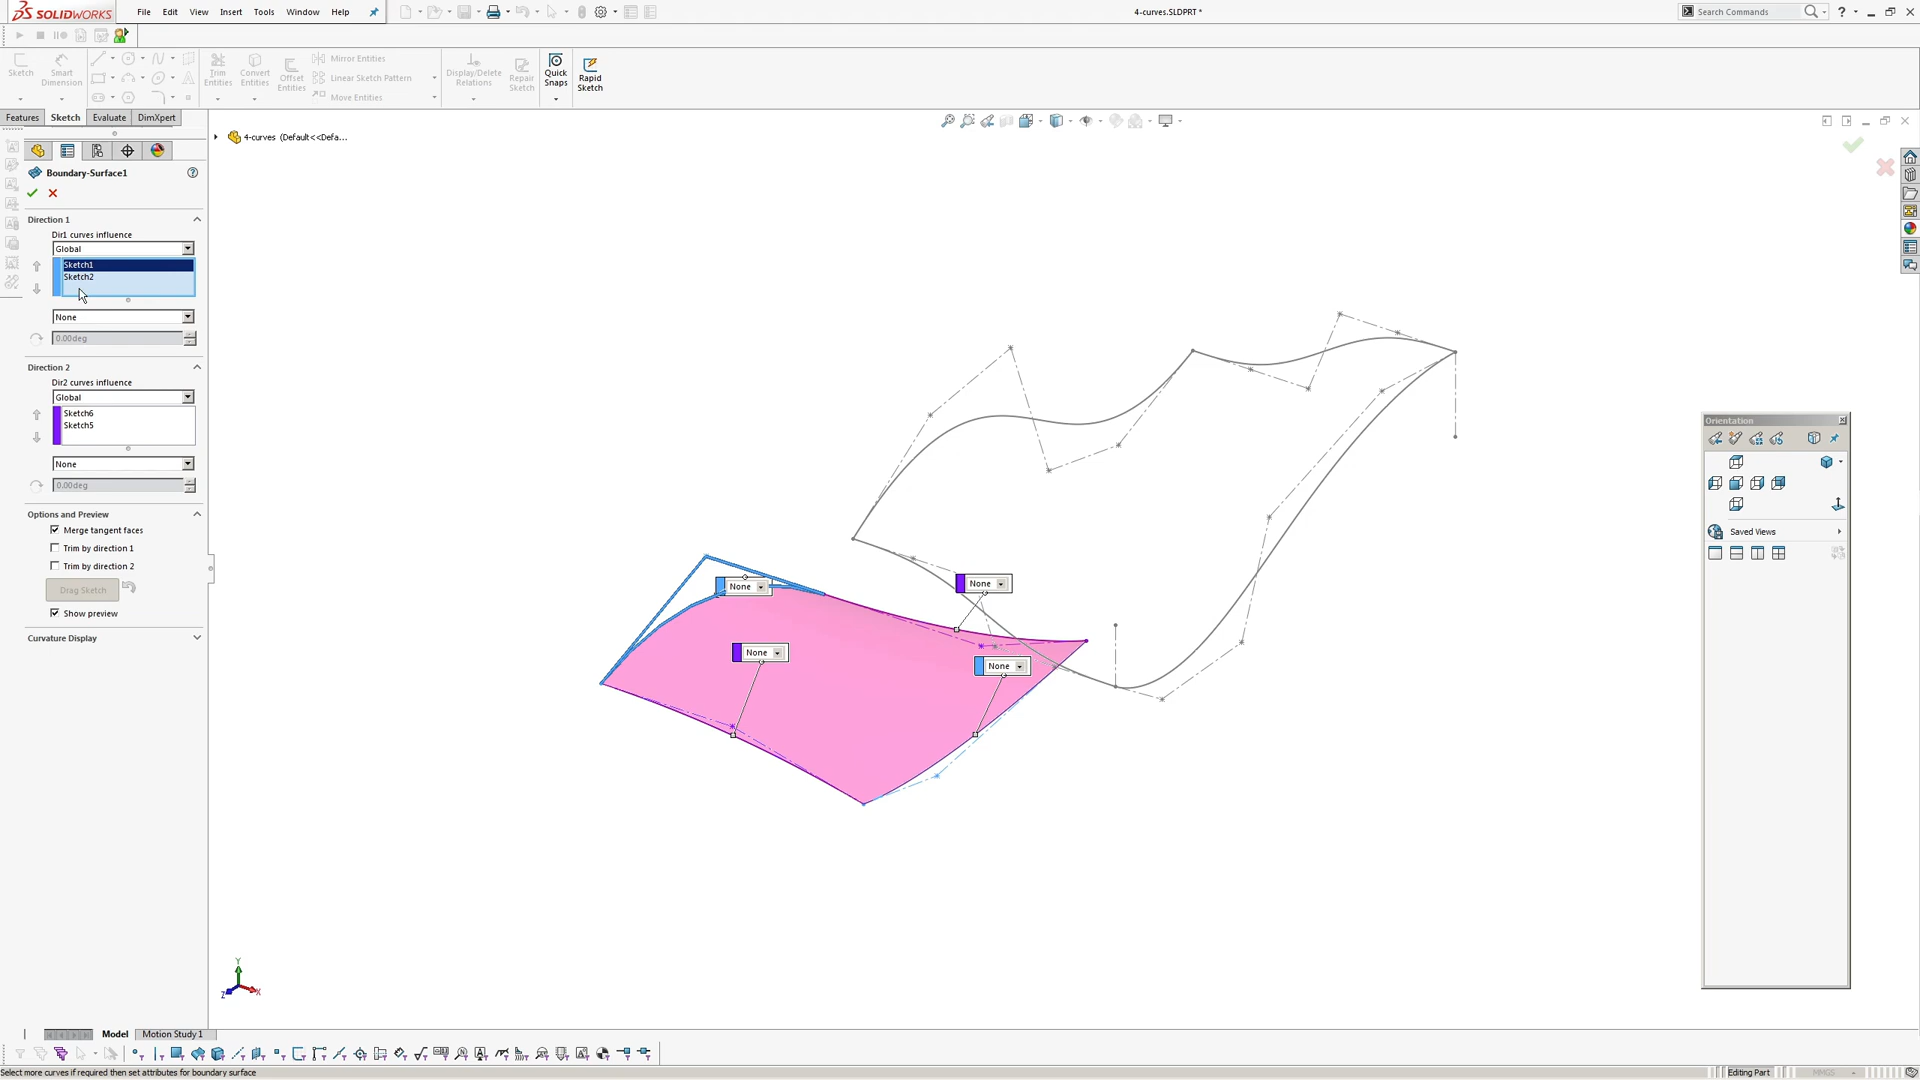 SOLIDWORKS File Edit View Insert Tools Window Help
4-curves.SLDPRT *
Search Commands
Sketch
Smart Dimension
Trim Entities
Convert Entities
Offset Entities
Mirror Entities
Linear Sketch Pattern
Move Entities
Display/Delete Relations
Repair Sketch
Quick Snaps
Rapid Sketch
Features Sketch Evaluate DimXpert
4-curves (Default<<Defa...
Boundary-Surface1
Direction 1
Dir1 curves influence
Global
Sketch1
Sketch2
None
0.00deg
Direction 2
Dir2 curves influence
Global
Sketch6
Sketch5
None
0.00deg
Options and Preview
Merge tangent faces
Trim by direction 1
Trim by direction 2
Drag Sketch
Show preview
Curvature Display
None
None
None
None
Orientation
Saved Views
Y
Z
X
Model Motion Study 1
Select more curves if required then set attributes for boundary surface
Editing Part
MMGS